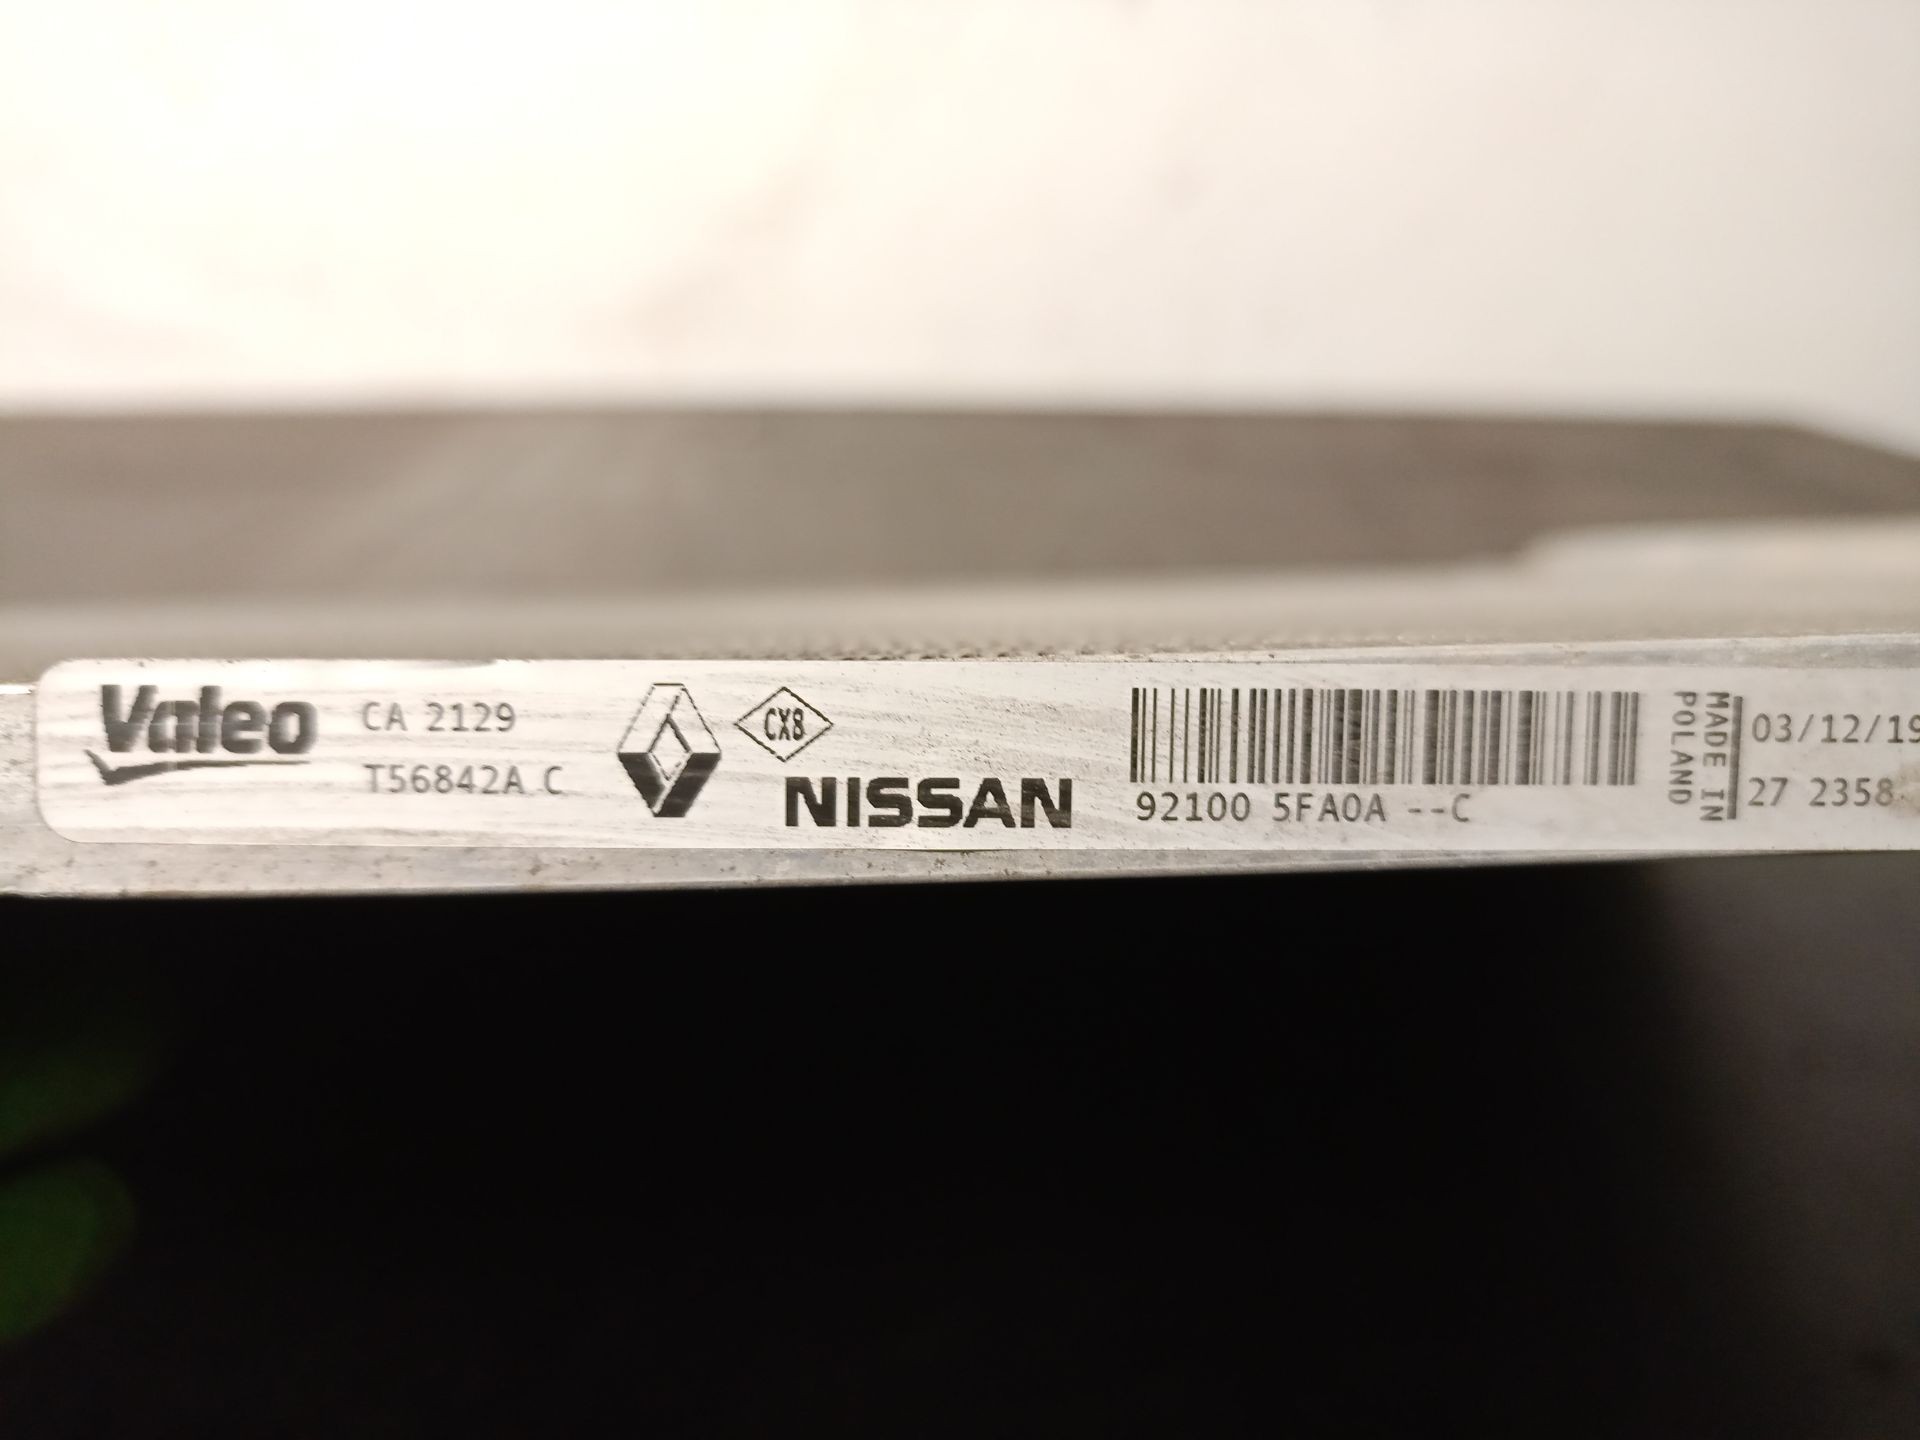 Valeo
CA 2129
T56842A C
CX8
NISSAN
92100 5FA0A --C
MADE IN
POLAND
03/12/19
27 2358